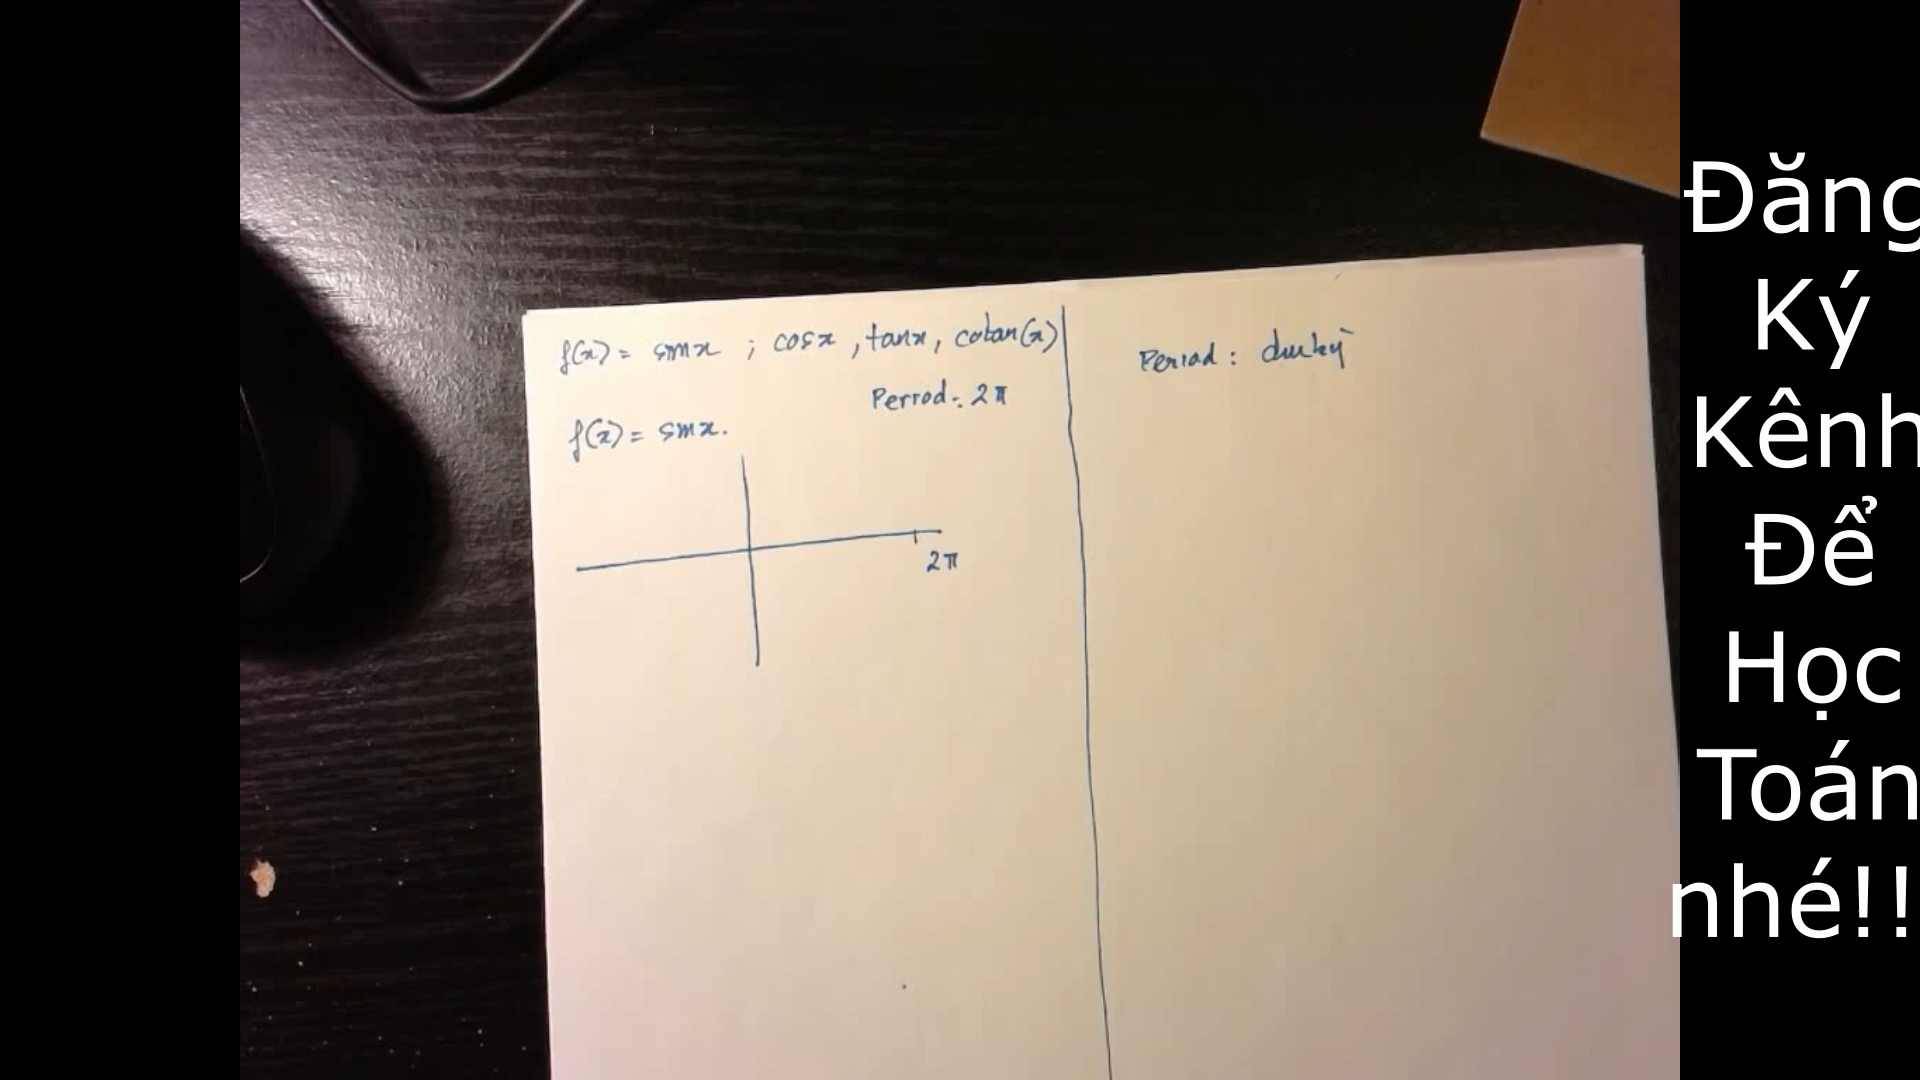 f(x) = sinx ; cosx , tanx, cotan(x)
Period : 2π
f(x) = sinx.
2π
Period : chu kỳ
Đăng
Ký
Kênh
Để
Học
Toán
nhé!!